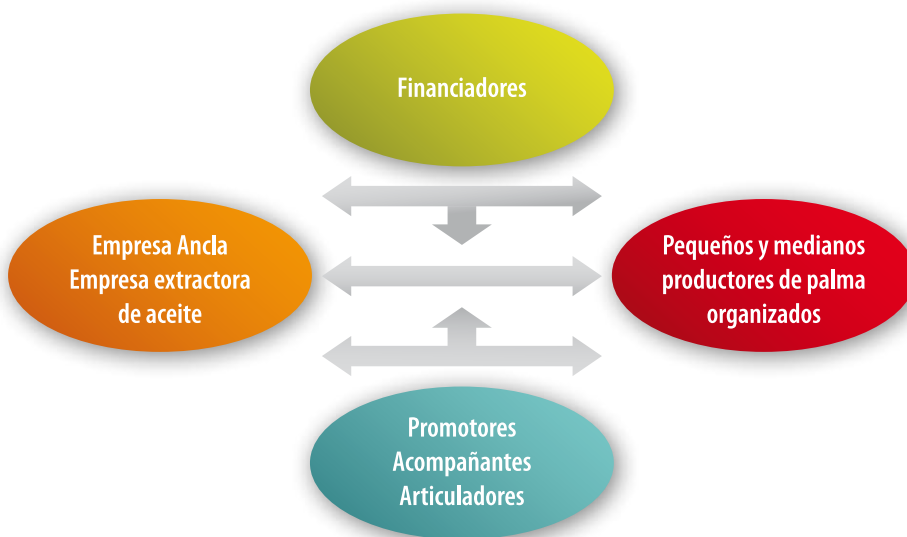 Financiadores
Empresa Ancla
Empresa extractora
de aceite
Pequeños y medianos
productores de palma
organizados
Promotores
Acompañantes
Articuladores